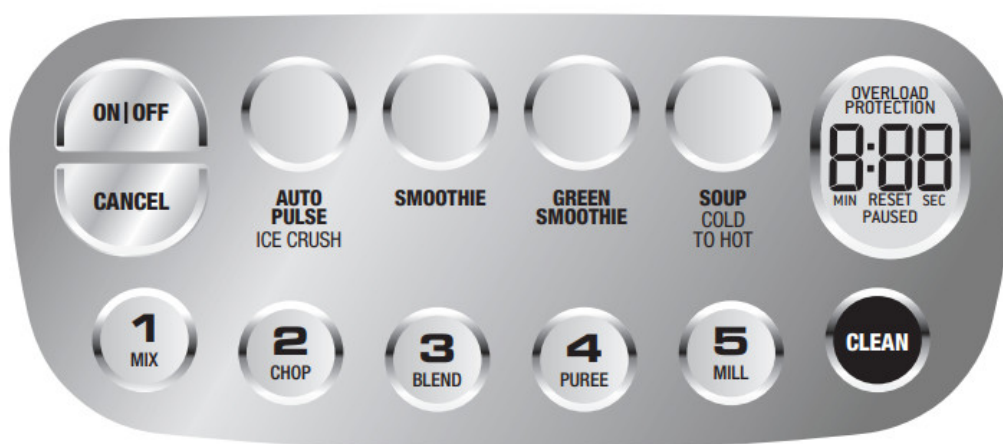 ON|OFF
CANCEL
AUTO
PULSE
ICE CRUSH
SMOOTHIE
GREEN
SMOOTHIE
SOUP
COLD
TO HOT
OVERLOAD
PROTECTION
8:88
MIN RESET SEC
PAUSED
1
MIX
2
CHOP
3
BLEND
4
PUREE
5
MILL
CLEAN